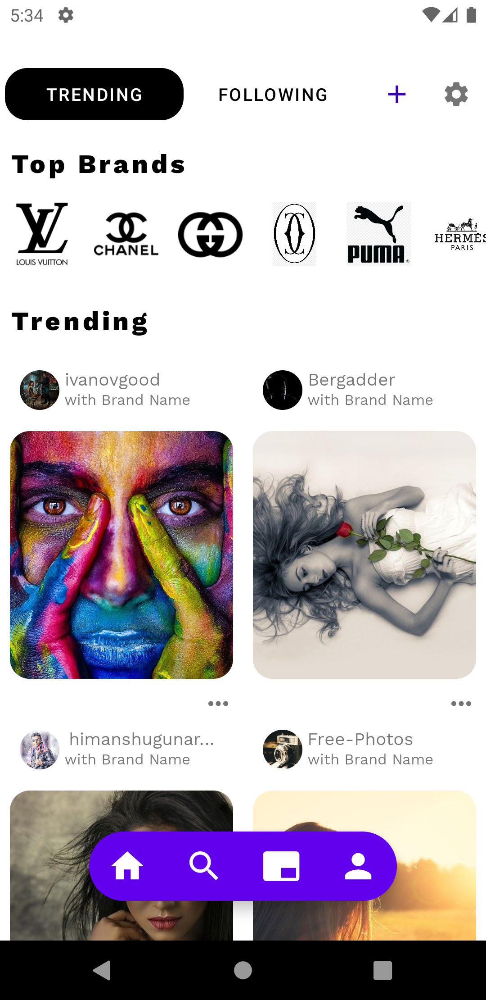 5:34
TRENDING
FOLLOWING
Top Brands
LOUIS VUITTON
CHANEL
PUMA
HERMÈS
PARIS
Trending
ivanovgood
with Brand Name
Bergadder
with Brand Name
himanshugunar...
with Brand Name
Free-Photos
with Brand Name